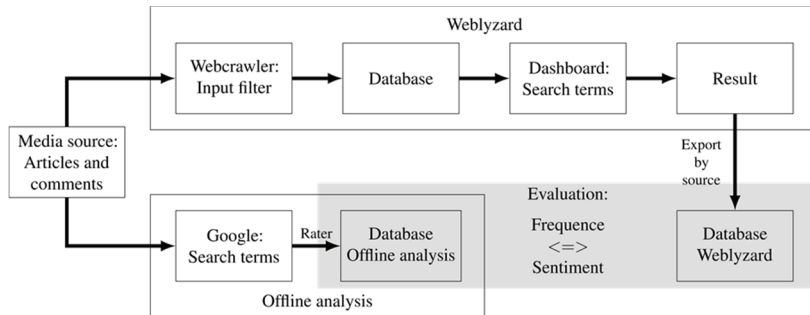 Weblyzard
Webcrawler:
Input filter
Database
Dashboard:
Search terms
Result
Media source:
Articles and
comments
Export
by
source
Evaluation:
Frequence
<=>
Sentiment
Google:
Search terms
Rater
Database
Offline analysis
Database
Weblyzard
Offline analysis